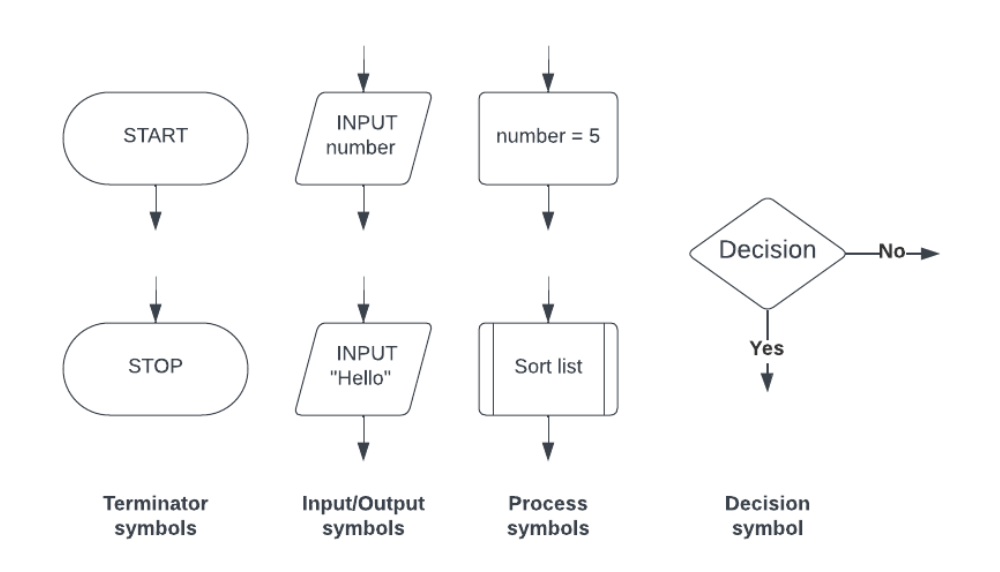 START
INPUT
number
number = 5
Decision
No
Yes
STOP
INPUT
"Hello"
Sort list
Terminator
symbols
Input/Output
symbols
Process
symbols
Decision
symbol